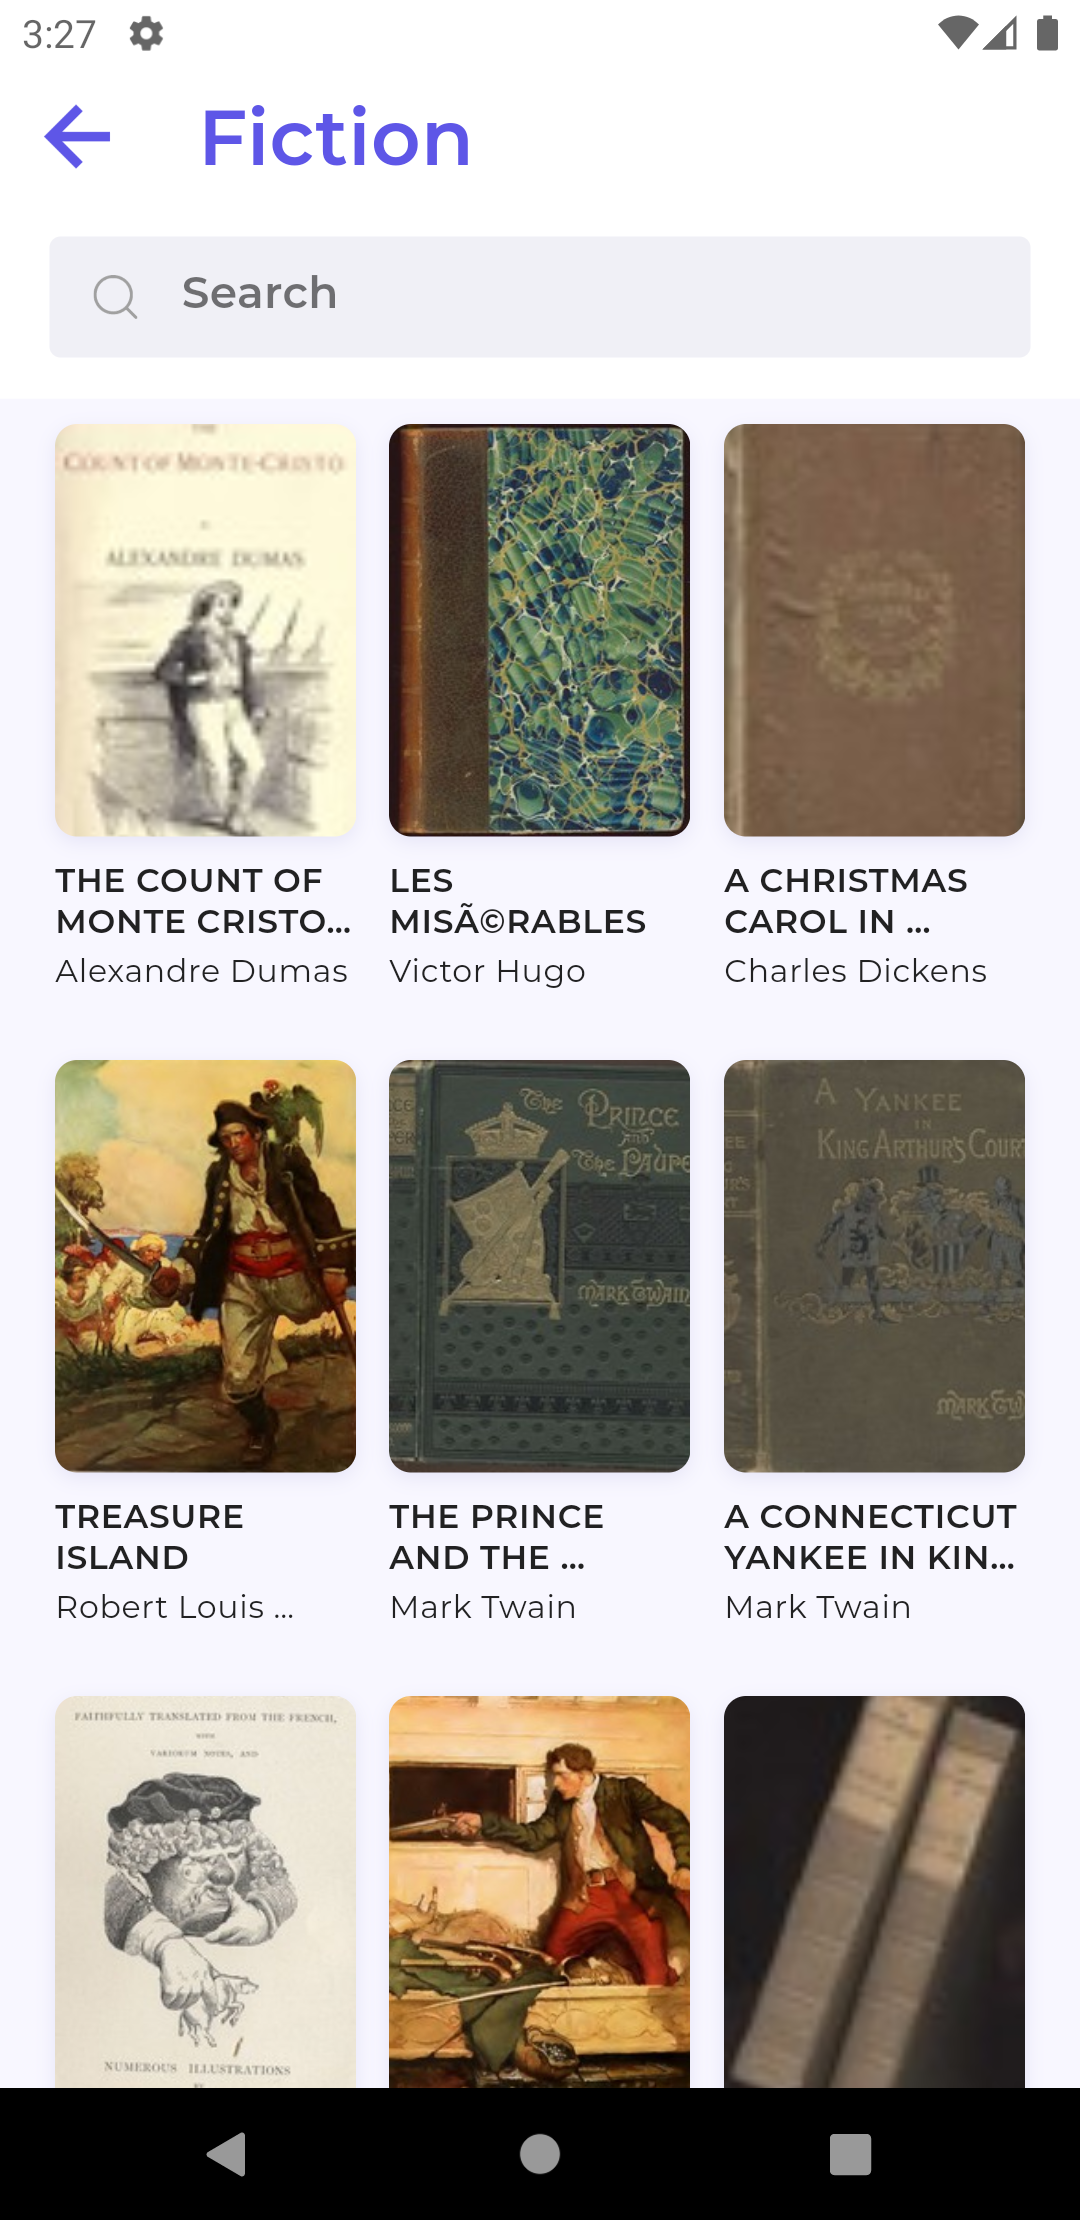 3:27
Fiction
Search
THE
COUNT OF MONTE-CRISTO
ALEXANDRE DUMAS
THE COUNT OF
MONTE CRISTO...
Alexandre Dumas
LES
MISÃ©RABLES
Victor Hugo
A CHRISTMAS
CAROL IN ...
Charles Dickens
TREASURE
ISLAND
Robert Louis ...
The Prince
and
The Paupe
MARK TWAIN
THE PRINCE
AND THE ...
Mark Twain
A YANKEE
IN
KING ARTHUR'S COURT
MARK TW
A CONNECTICUT
YANKEE IN KIN...
Mark Twain
FAITHFULLY TRANSLATED FROM THE FRENCH,
WITH
VARIORUM NOTES, AND
NUMEROUS ILLUSTRATIONS